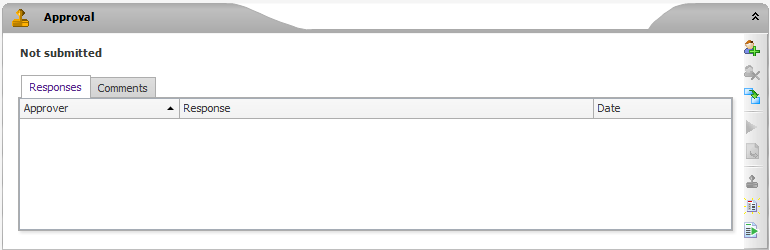 Approval
Not submitted
Responses Comments
Approver Response Date